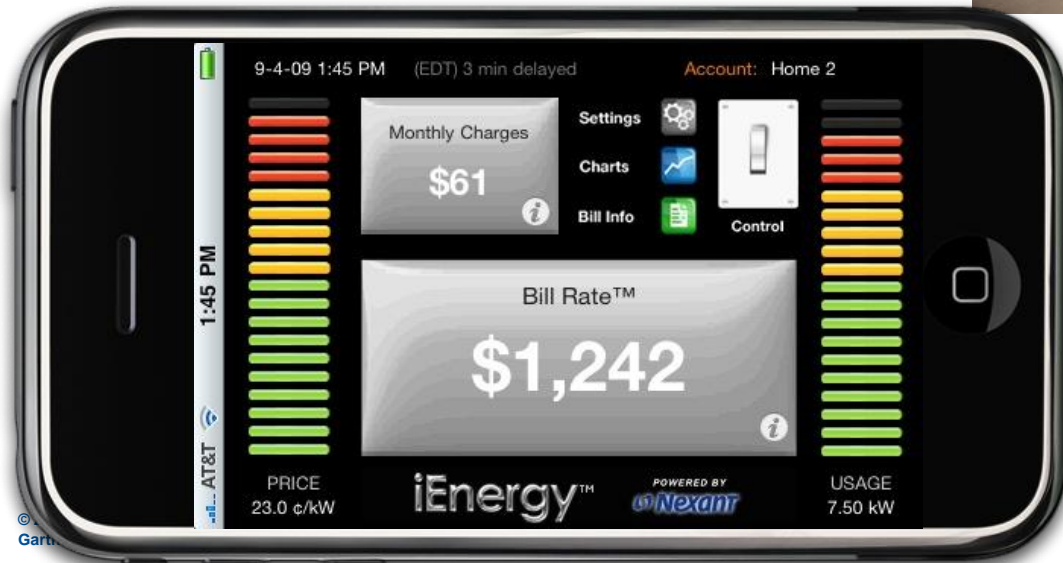 9-4-09 1:45 PM (EDT) 3 min delayed Account: Home 2
Monthly Charges
$61
Settings
Charts
Bill Info
Control
Bill Rate™
$1,242
PRICE
23.0 ¢/kW
iEnergy™
POWERED BY
Nexant
USAGE
7.50 kW
AT&T 1:45 PM
©